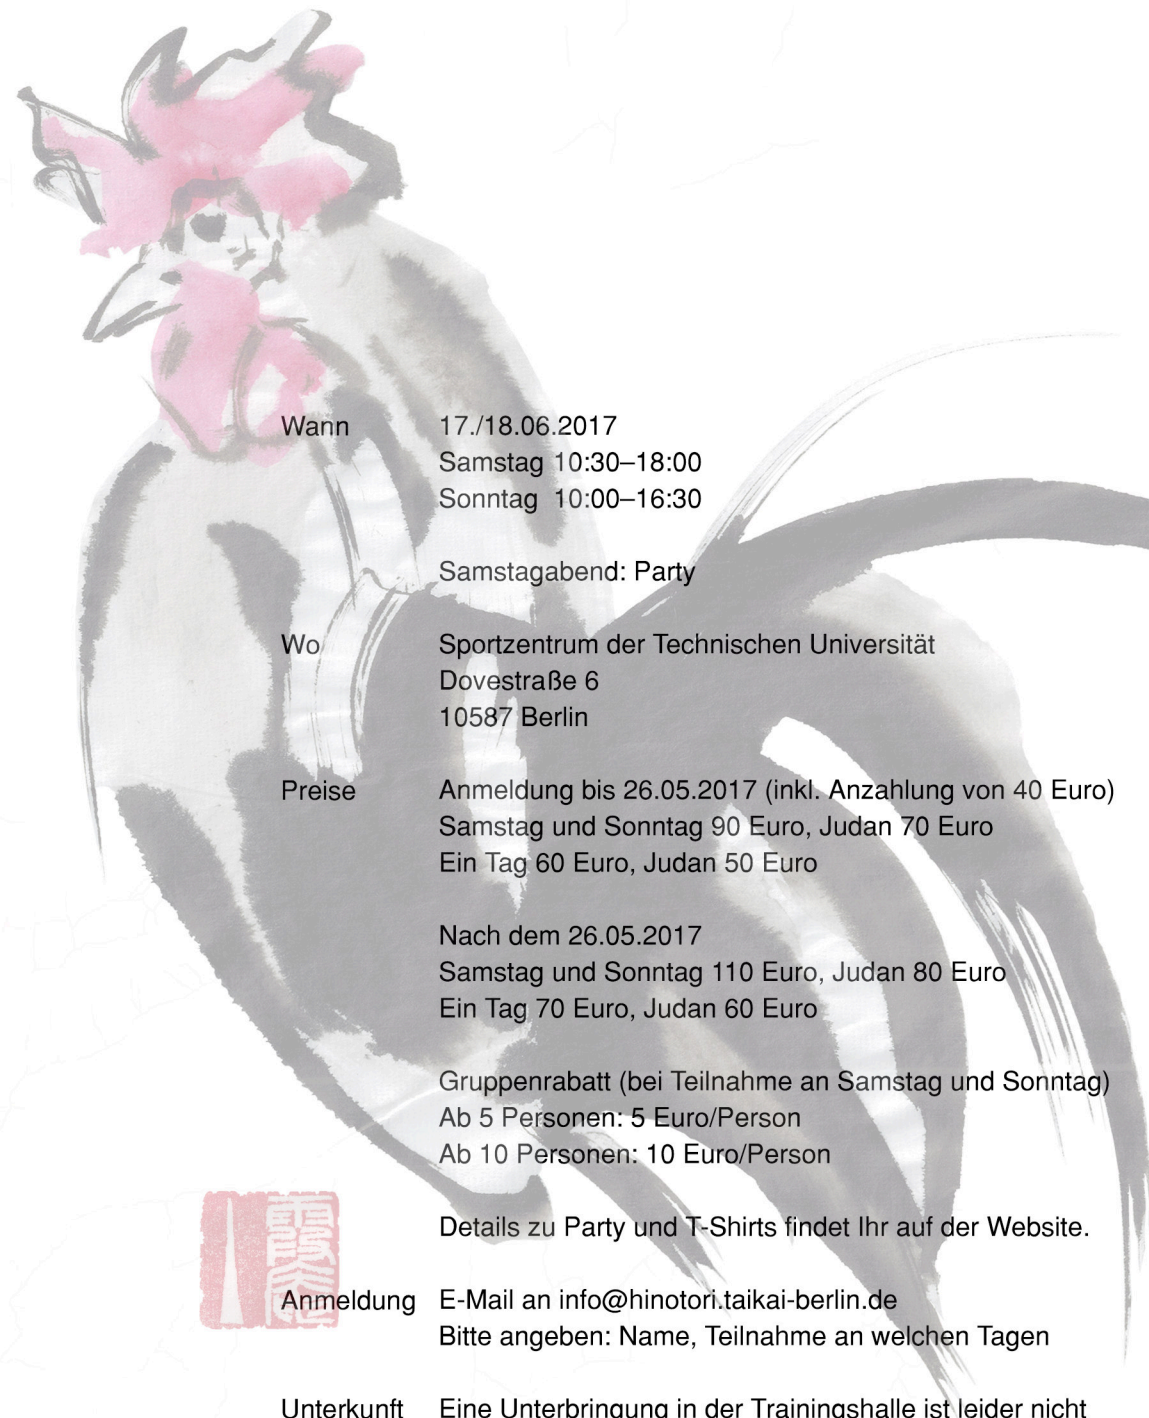 Wann 17./18.06.2017
Samstag 10:30–18:00
Sonntag 10:00–16:30
Samstagabend: Party
Wo Sportzentrum der Technischen Universität
Dovestraße 6
10587 Berlin
Preise Anmeldung bis 26.05.2017 (inkl. Anzahlung von 40 Euro)
Samstag und Sonntag 90 Euro, Judan 70 Euro
Ein Tag 60 Euro, Judan 50 Euro
Nach dem 26.05.2017
Samstag und Sonntag 110 Euro, Judan 80 Euro
Ein Tag 70 Euro, Judan 60 Euro
Gruppenrabatt (bei Teilnahme an Samstag und Sonntag)
Ab 5 Personen: 5 Euro/Person
Ab 10 Personen: 10 Euro/Person
Details zu Party und T-Shirts findet Ihr auf der Website.
Anmeldung E-Mail an info@hinotori.taikai-berlin.de
Bitte angeben: Name, Teilnahme an welchen Tagen
Unterkunft Eine Unterbringung in der Trainingshalle ist leider nicht